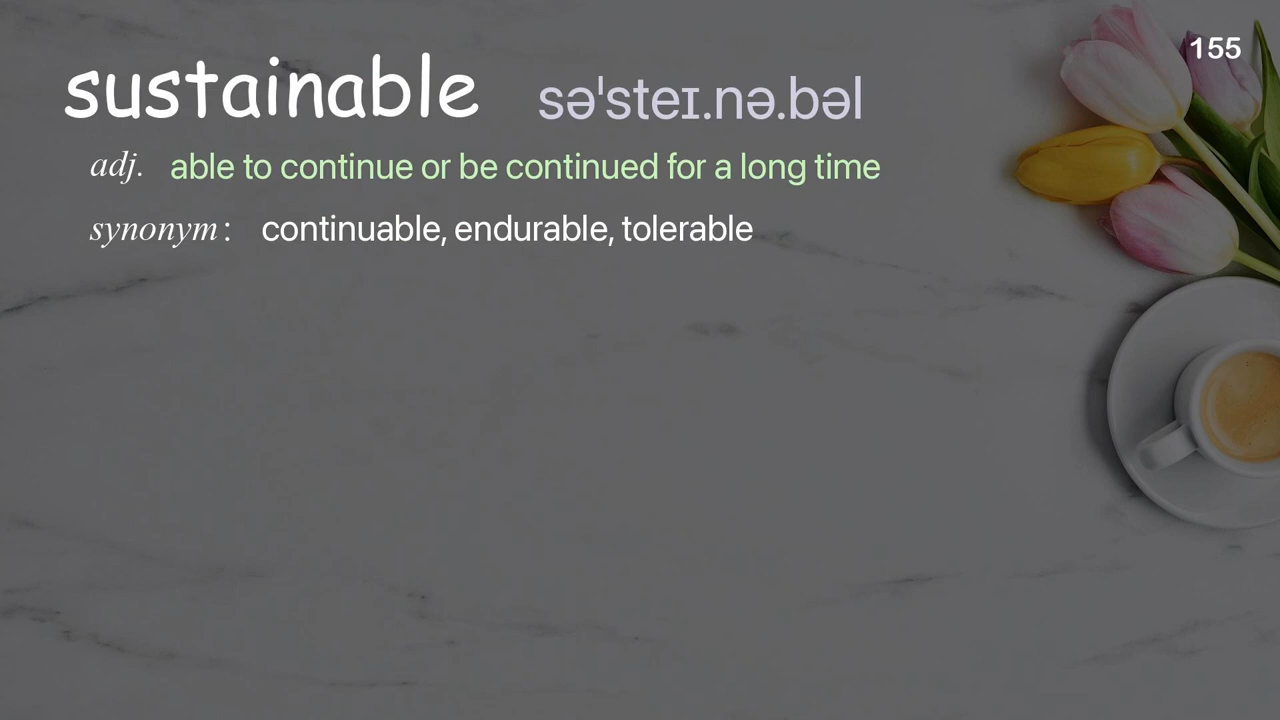 155
sustainable səˈsteɪ.nə.bəl
adj. able to continue or be continued for a long time
synonym: continuable, endurable, tolerable